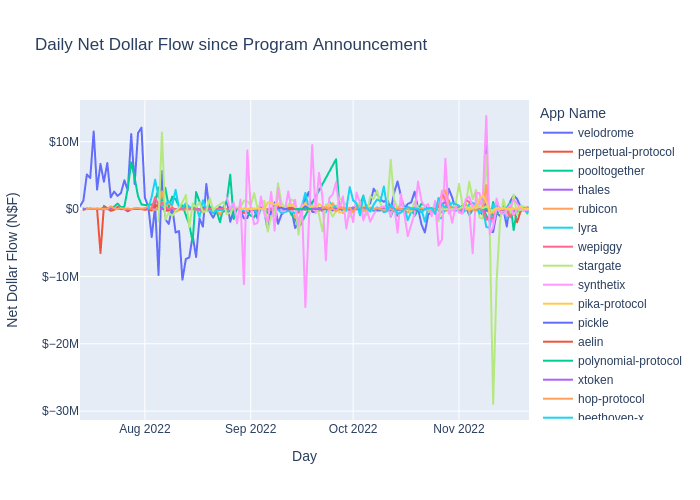 Daily Net Dollar Flow since Program Announcement
App Name
velodrome
perpetual-protocol
pooltogether
thales
rubicon
lyra
wepiggy
stargate
synthetix
pika-protocol
pickle
aelin
polynomial-protocol
xtoken
hop-protocol
beethoven-x
$10M
$0
$−10M
$−20M
$−30M
Net Dollar Flow (N$F)
Aug 2022
Sep 2022
Oct 2022
Nov 2022
Day